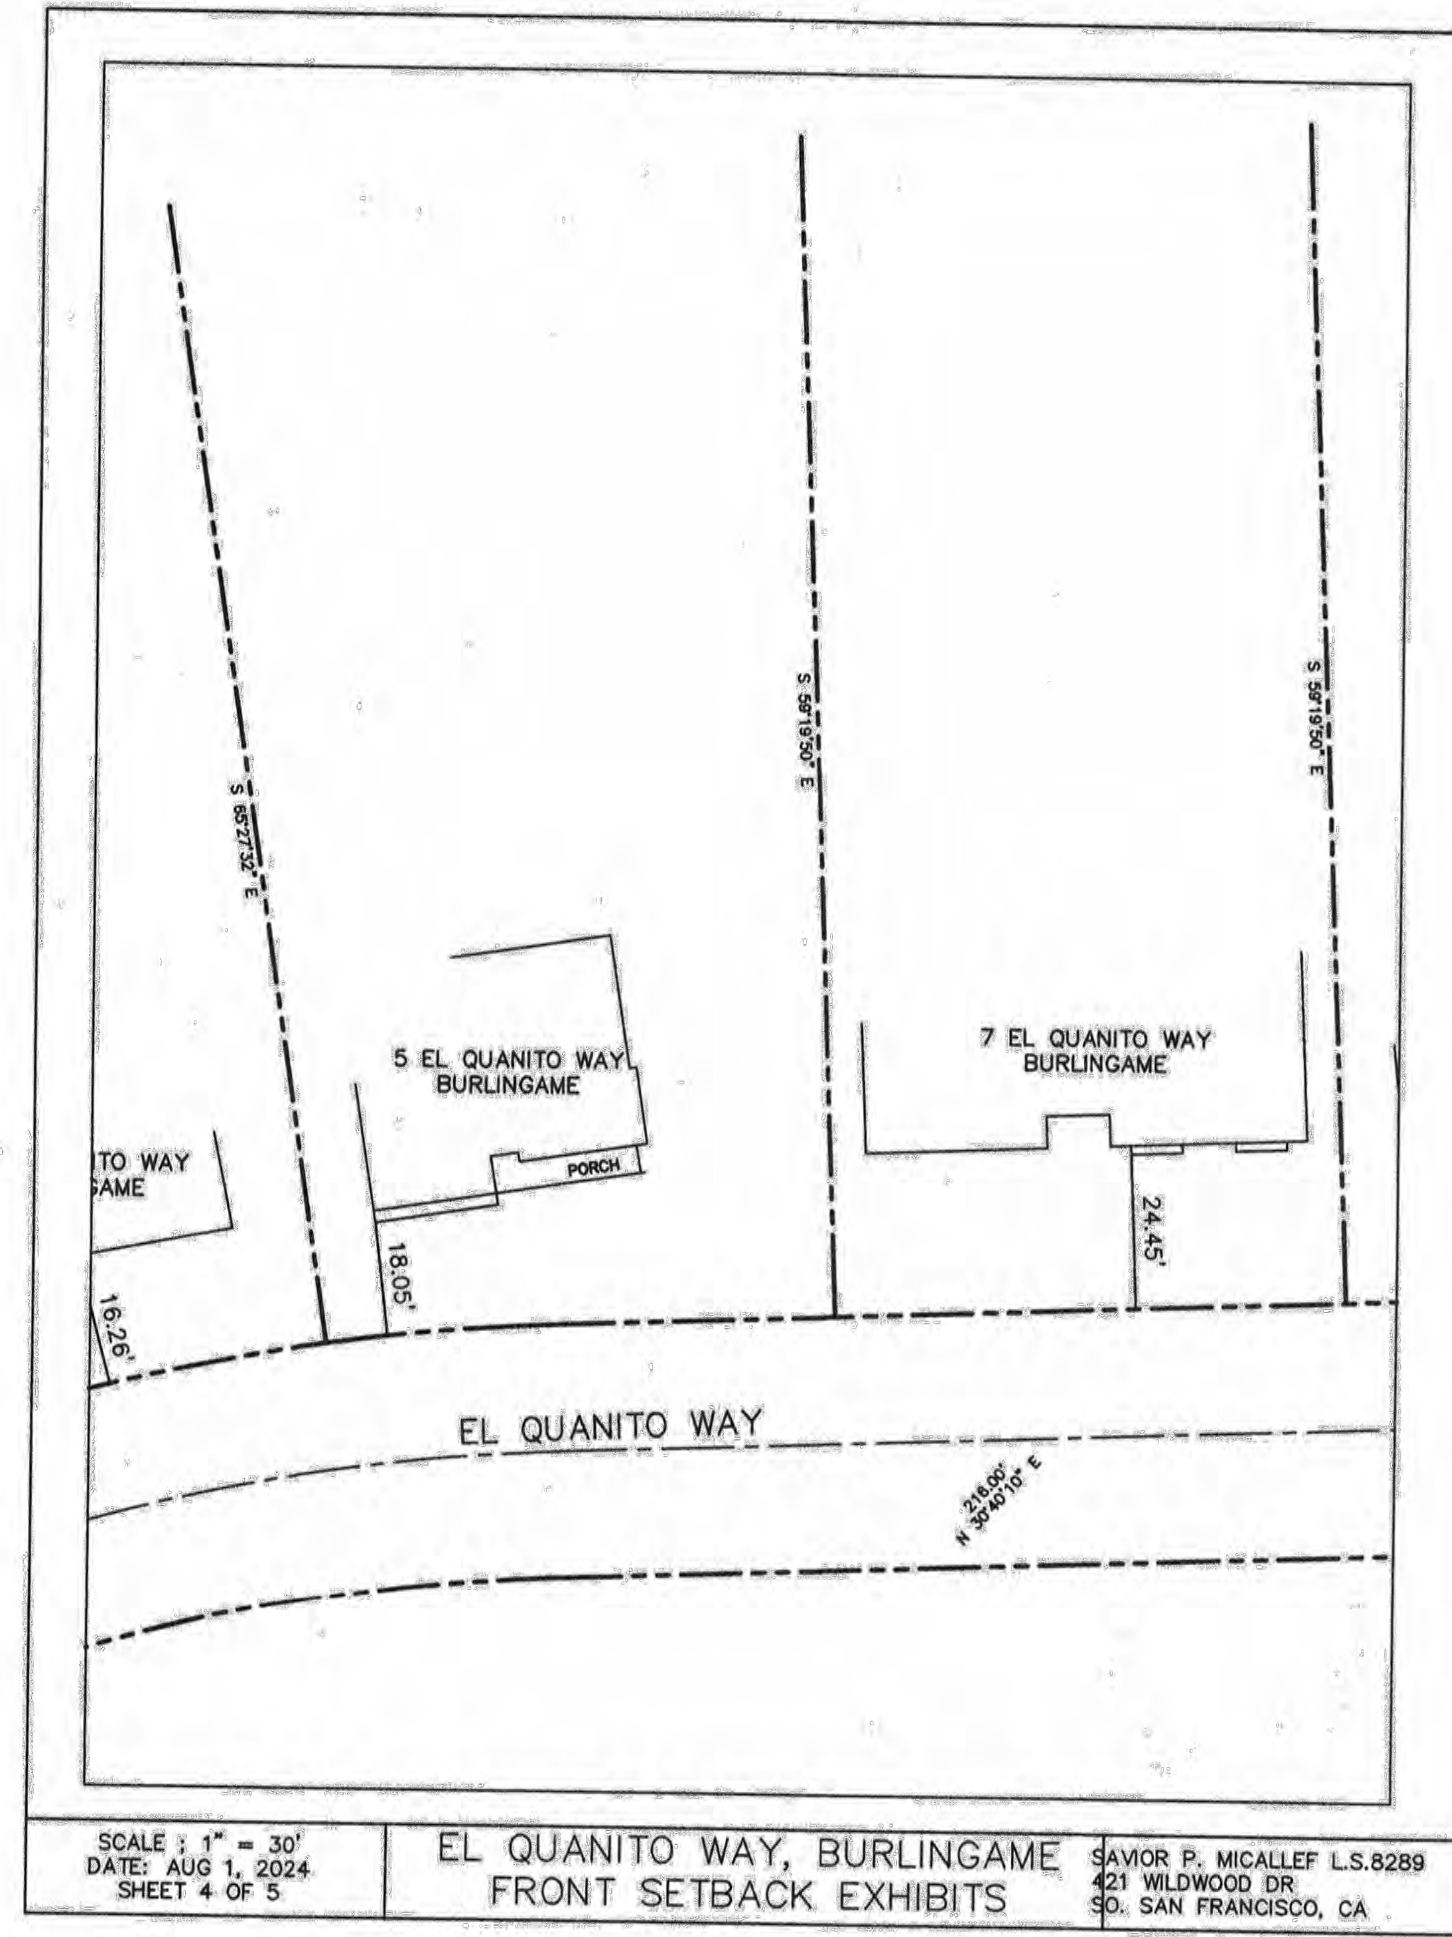 S 65°27'32" E
S 59°19'50" E
S 59°19'50" E
5 EL QUANITO WAY
BURLINGAME
7 EL QUANITO WAY
BURLINGAME
ITO WAY
GAME
PORCH
16.26'
18.05'
24.45'
EL QUANITO WAY
216.00'
N 30°40'10" E
SCALE ; 1" = 30'
DATE: AUG 1, 2024
SHEET 4 OF 5
EL QUANITO WAY, BURLINGAME
FRONT SETBACK EXHIBITS
SAVIOR P. MICALLEF L.S.8289
421 WILDWOOD DR
SO. SAN FRANCISCO, CA